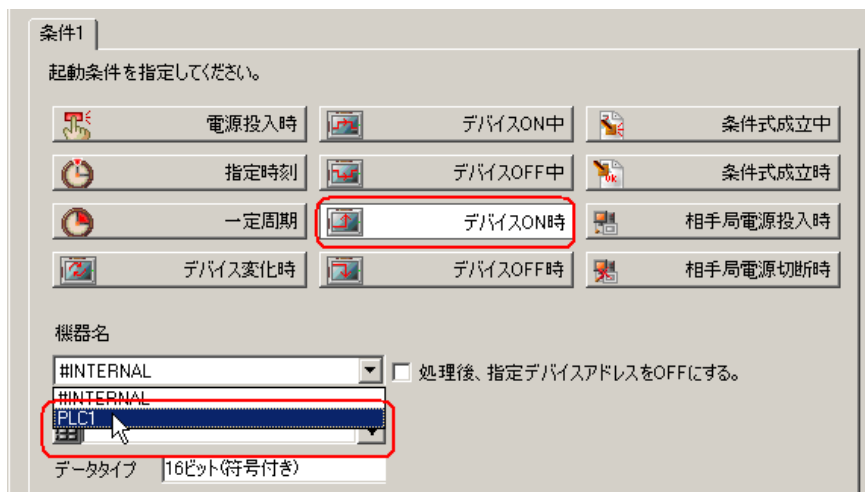 条件1
起動条件を指定してください。
電源投入時 デバイスON中 条件式成立中
指定時刻 デバイスOFF中 条件式成立時
一定周期 デバイスON時 相手局電源投入時
デバイス変化時 デバイスOFF時 相手局電源切断時
機器名
#INTERNAL 処理後、指定デバイスアドレスをOFFにする。
#INTERNAL
PLC1
データタイプ 16ビット(符号付き)